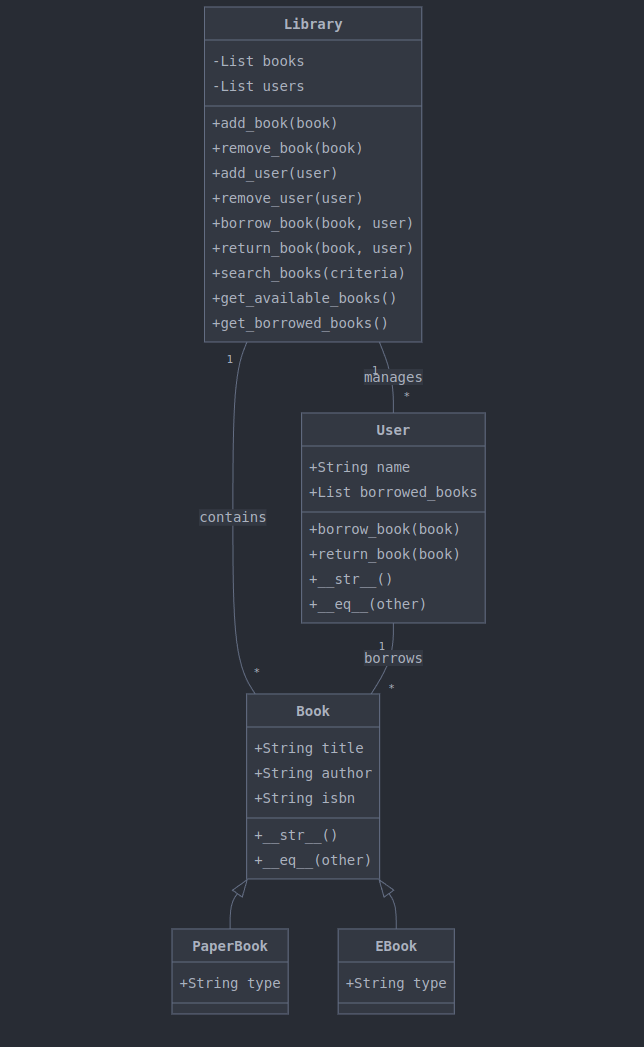 Library
-List books
-List users
+add_book(book)
+remove_book(book)
+add_user(user)
+remove_user(user)
+borrow_book(book, user)
+return_book(book, user)
+search_books(criteria)
+get_available_books()
+get_borrowed_books()
1
1
manages
*
User
+String name
+List borrowed_books
contains
+borrow_book(book)
+return_book(book)
+__str__()
+__eq__(other)
1
borrows
*
*
Book
+String title
+String author
+String isbn
+__str__()
+__eq__(other)
PaperBook
+String type
EBook
+String type